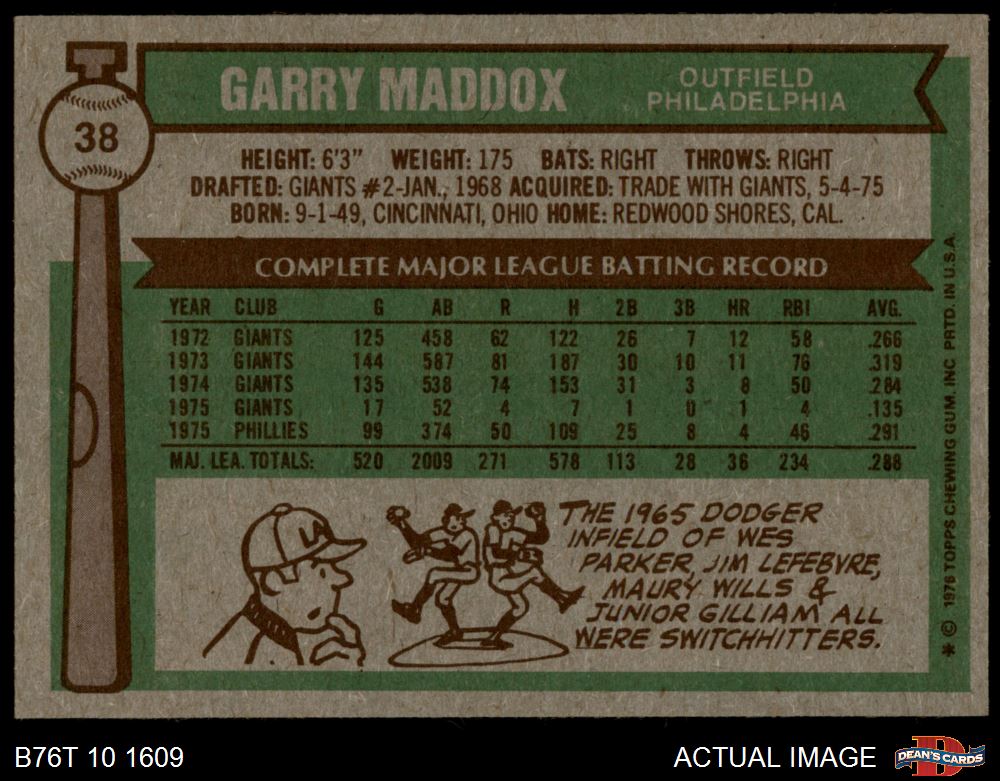 38
GARRY MADDOX
OUTFIELD
PHILADELPHIA
HEIGHT: 6'3" WEIGHT: 175 BATS: RIGHT THROWS: RIGHT
DRAFTED: GIANTS #2-JAN., 1968 ACQUIRED: TRADE WITH GIANTS, 5-4-75
BORN: 9-1-49, CINCINNATI, OHIO HOME: REDWOOD SHORES, CAL.
COMPLETE MAJOR LEAGUE BATTING RECORD
YEAR CLUB G AB R H 2B 3B HR RBI AVG.
1972 GIANTS 125 458 62 122 26 7 12 58 .266
1973 GIANTS 144 587 81 187 30 10 11 76 .319
1974 GIANTS 135 538 74 153 31 3 8 50 .284
1975 GIANTS 17 52 4 7 1 0 1 4 .135
1975 PHILLIES 99 374 50 109 25 8 4 46 .291
MAJ. LEA. TOTALS: 520 2009 271 578 113 28 36 234 .288
LA
THE 1965 DODGER
INFIELD OF WES
PARKER, JIM LEFEBVRE,
MAURY WILLS &
JUNIOR GILLIAM ALL
WERE SWITCHHITTERS.
* © 1976 TOPPS CHEWING GUM, INC PRTD. IN U.S.A.
B76T 10 1609
ACTUAL IMAGE
D
DEAN'S CARDS